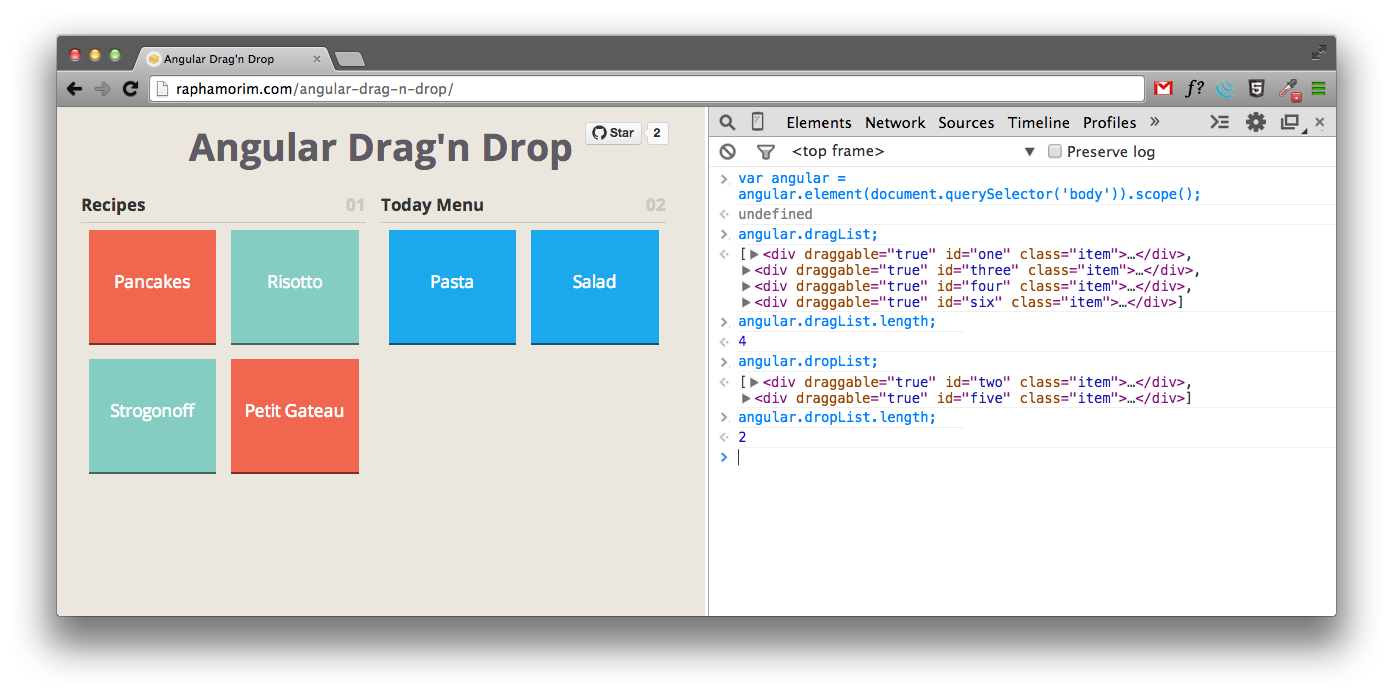 Angular Drag'n Drop
raphamorim.com/angular-drag-n-drop/
f?
5
Angular Drag'n Drop
Star
2
Recipes 01
Today Menu 02
Pancakes
Risotto
Pasta
Salad
Strogonoff
Petit Gateau
Elements Network Sources Timeline Profiles »
<top frame> Preserve log
var angular =
angular.element(document.querySelector('body')).scope();
undefined
angular.dragList;
[▶<div draggable="true" id="one" class="item">…</div>,
▶<div draggable="true" id="three" class="item">…</div>,
▶<div draggable="true" id="four" class="item">…</div>,
▶<div draggable="true" id="six" class="item">…</div>]
angular.dragList.length;
4
angular.dropList;
[▶<div draggable="true" id="two" class="item">…</div>,
▶<div draggable="true" id="five" class="item">…</div>]
angular.dropList.length;
2